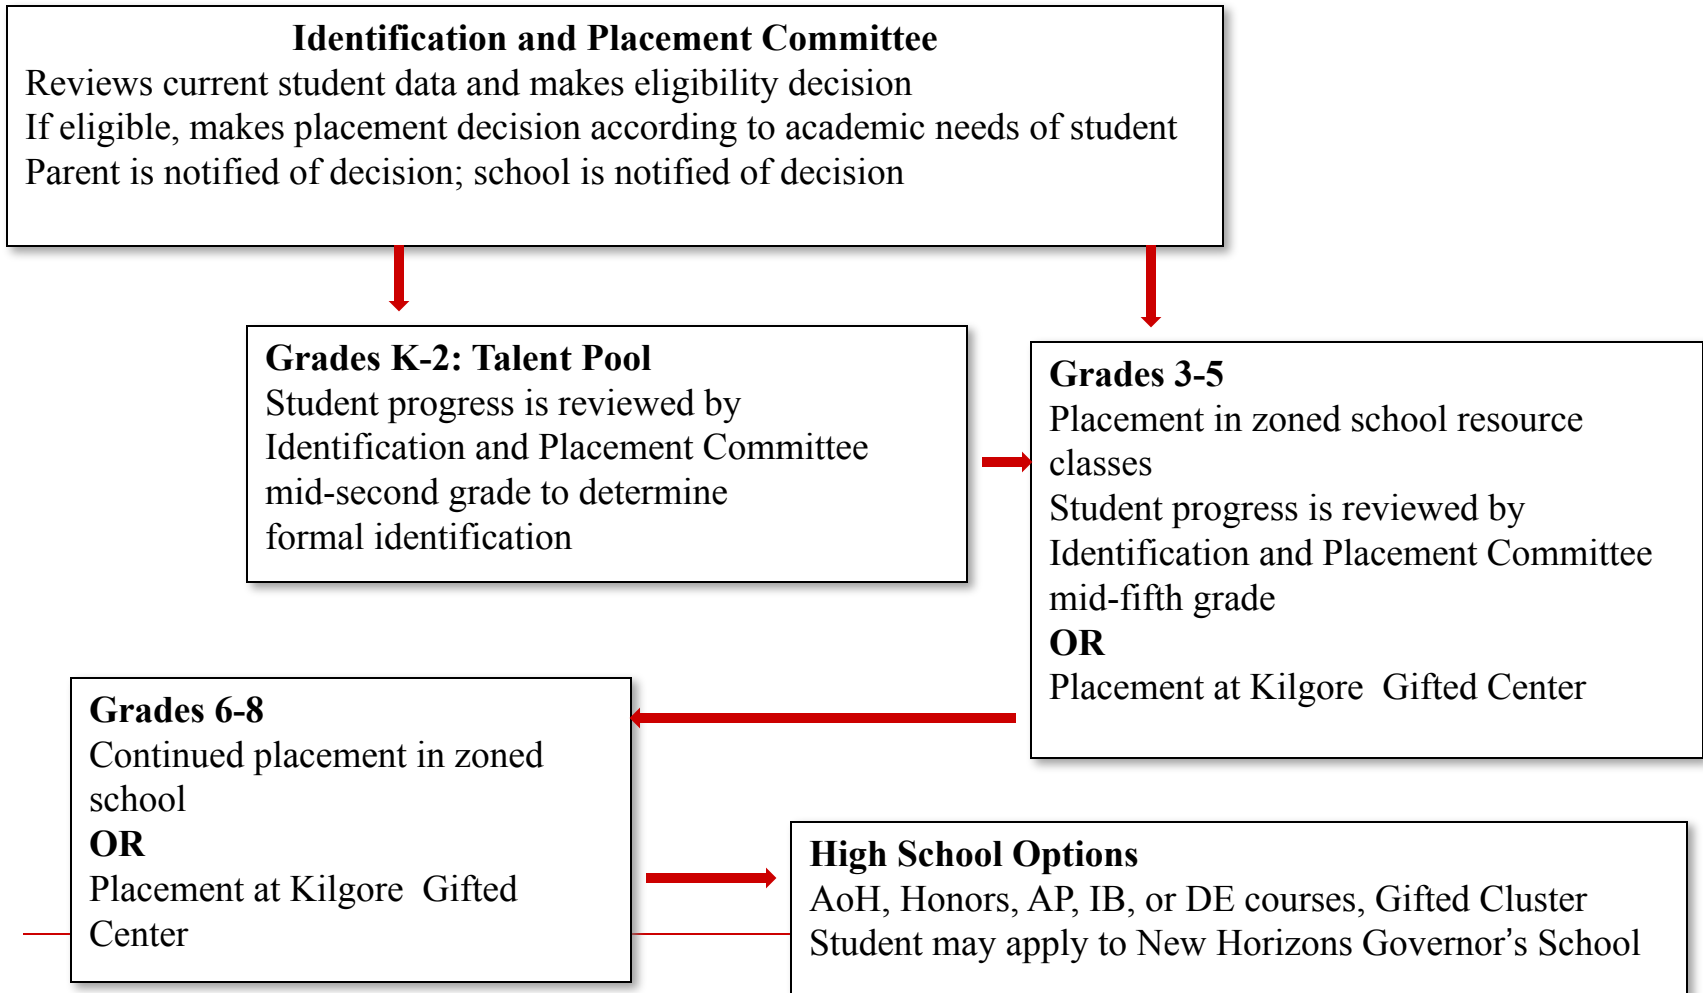 Identification and Placement Committee
Reviews current student data and makes eligibility decision
If eligible, makes placement decision according to academic needs of student
Parent is notified of decision; school is notified of decision
Grades K-2: Talent Pool
Student progress is reviewed by
Identification and Placement Committee
mid-second grade to determine
formal identification
Grades 3-5
Placement in zoned school resource
classes
Student progress is reviewed by
Identification and Placement Committee
mid-fifth grade
OR
Placement at Kilgore  Gifted Center
Grades 6-8
Continued placement in zoned
school
OR
Placement at Kilgore  Gifted
Center
High School Options
AoH, Honors, AP, IB, or DE courses, Gifted Cluster
Student may apply to New Horizons Governor’s School